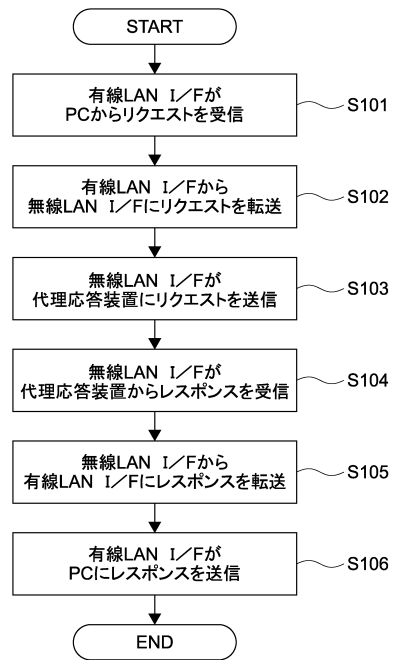 START
有線LAN I／Fが
PCからリクエストを受信
S101
有線LAN I／Fから
無線LAN I／Fにリクエストを転送
S102
無線LAN I／Fが
代理応答装置にリクエストを送信
S103
無線LAN I／Fが
代理応答装置からレスポンスを受信
S104
無線LAN I／Fから
有線LAN I／Fにレスポンスを転送
S105
有線LAN I／Fが
PCにレスポンスを送信
S106
END